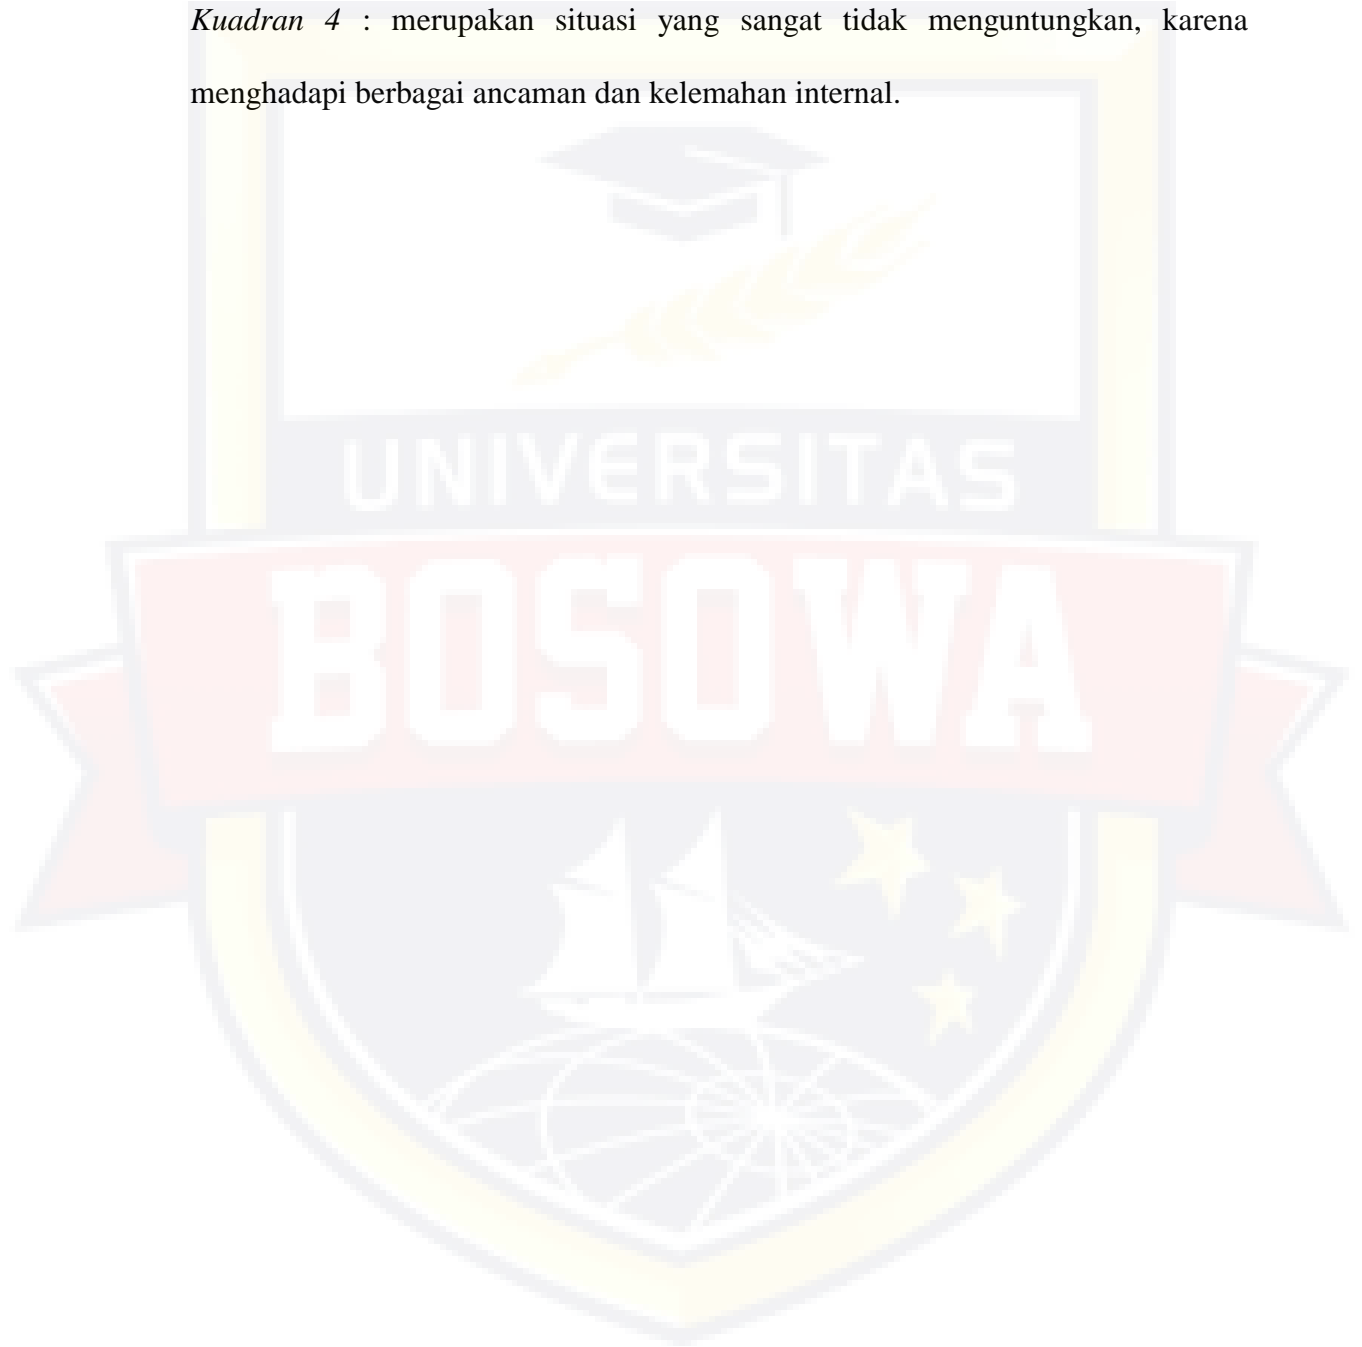 Kuadran 4 : merupakan situasi yang sangat tidak menguntungkan, karena
menghadapi berbagai ancaman dan kelemahan internal.
UNIVERSITAS
BOSOWA